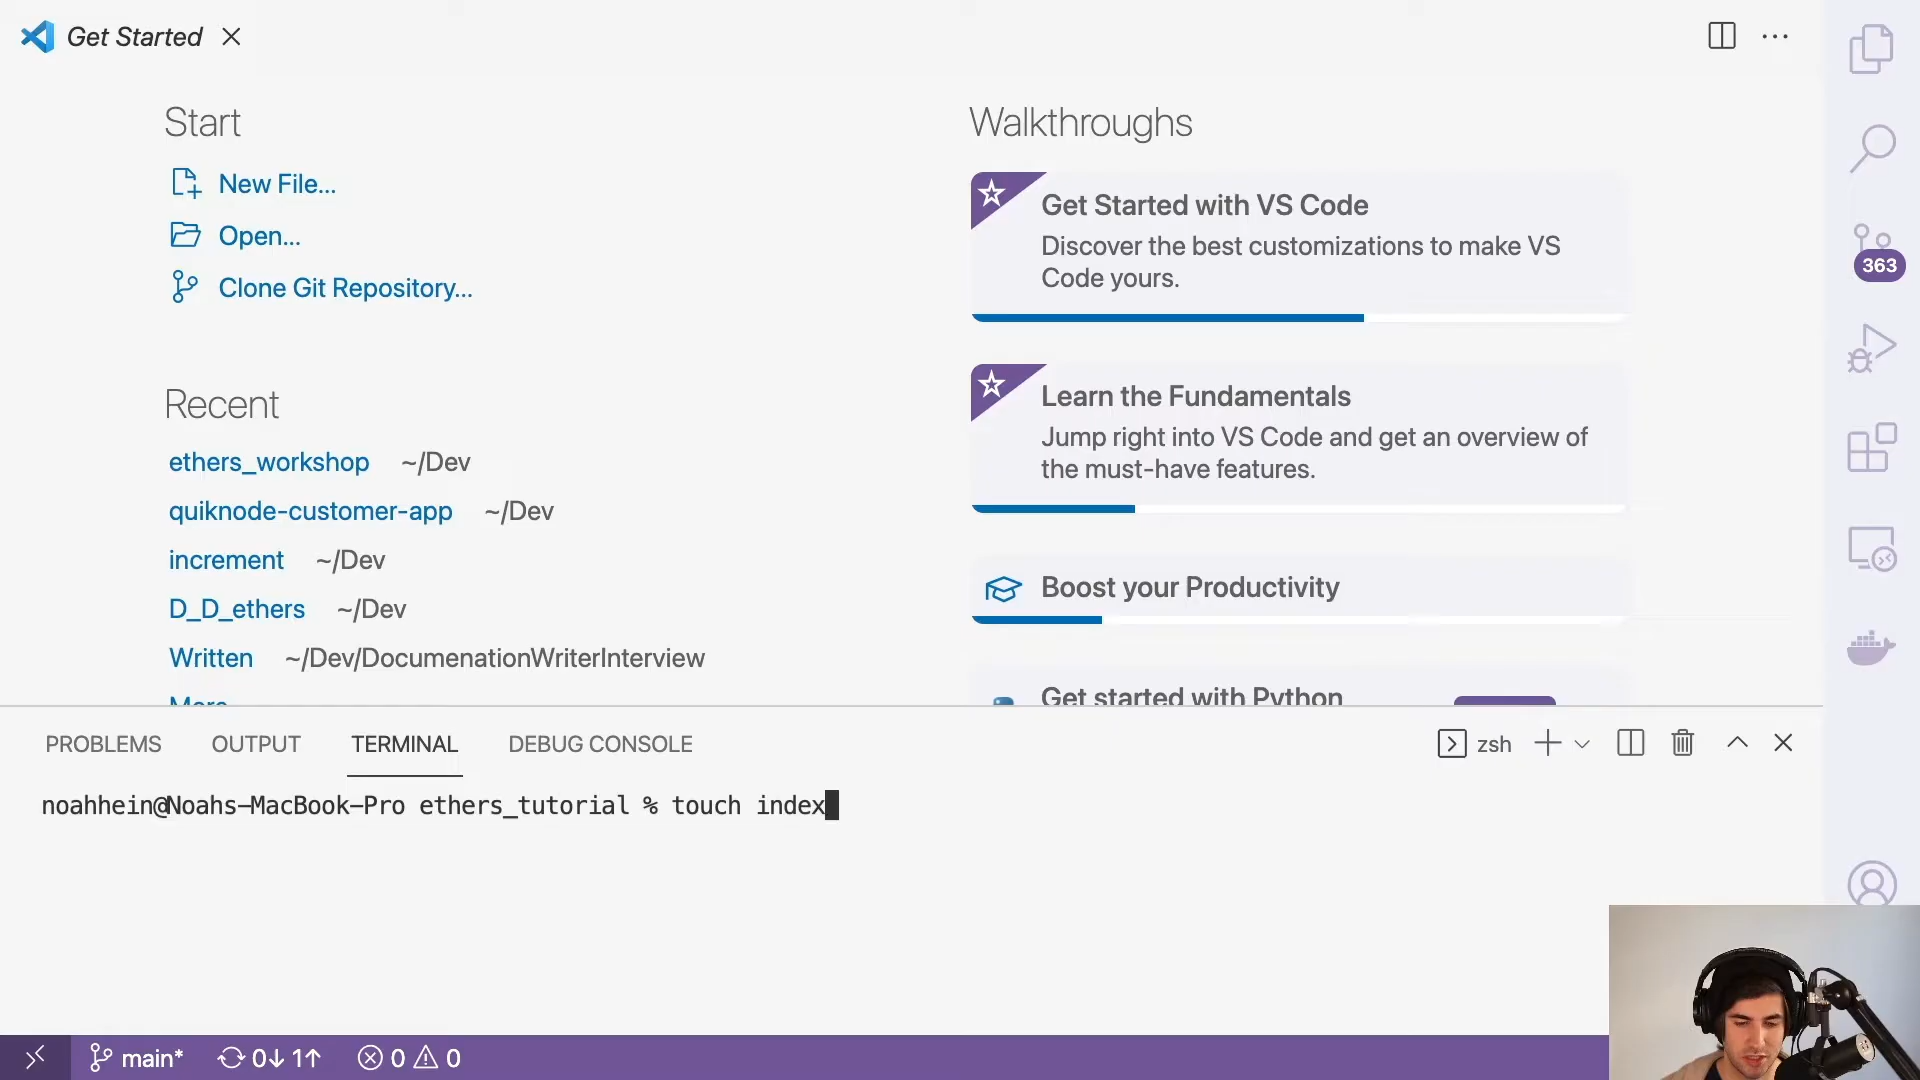 Get Started
Start
New File...
Open...
Clone Git Repository...
Recent
ethers_workshop ~/Dev
quiknode-customer-app ~/Dev
increment ~/Dev
D_D_ethers ~/Dev
Written ~/Dev/DocumenationWriterInterview
More
Walkthroughs
Get Started with VS Code
Discover the best customizations to make VS
Code yours.
Learn the Fundamentals
Jump right into VS Code and get an overview of
the must-have features.
Boost your Productivity
Get started with Python
363
PROBLEMS OUTPUT TERMINAL DEBUG CONSOLE
zsh
noahhein@Noahs-MacBook-Pro ethers_tutorial % touch index
main* 0↓ 1↑ 0 0